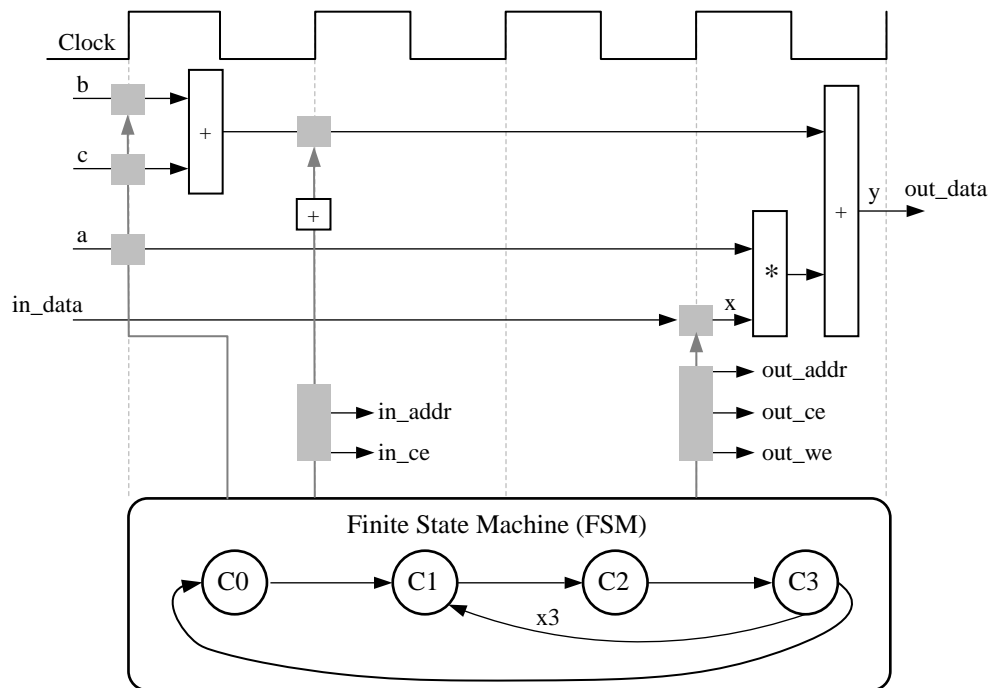 Clock
b
+
c
+
a
+
y
out_data
*
in_data
x
out_addr
in_addr
out_ce
in_ce
out_we
Finite State Machine (FSM)
C0
C1
C2
C3
x3